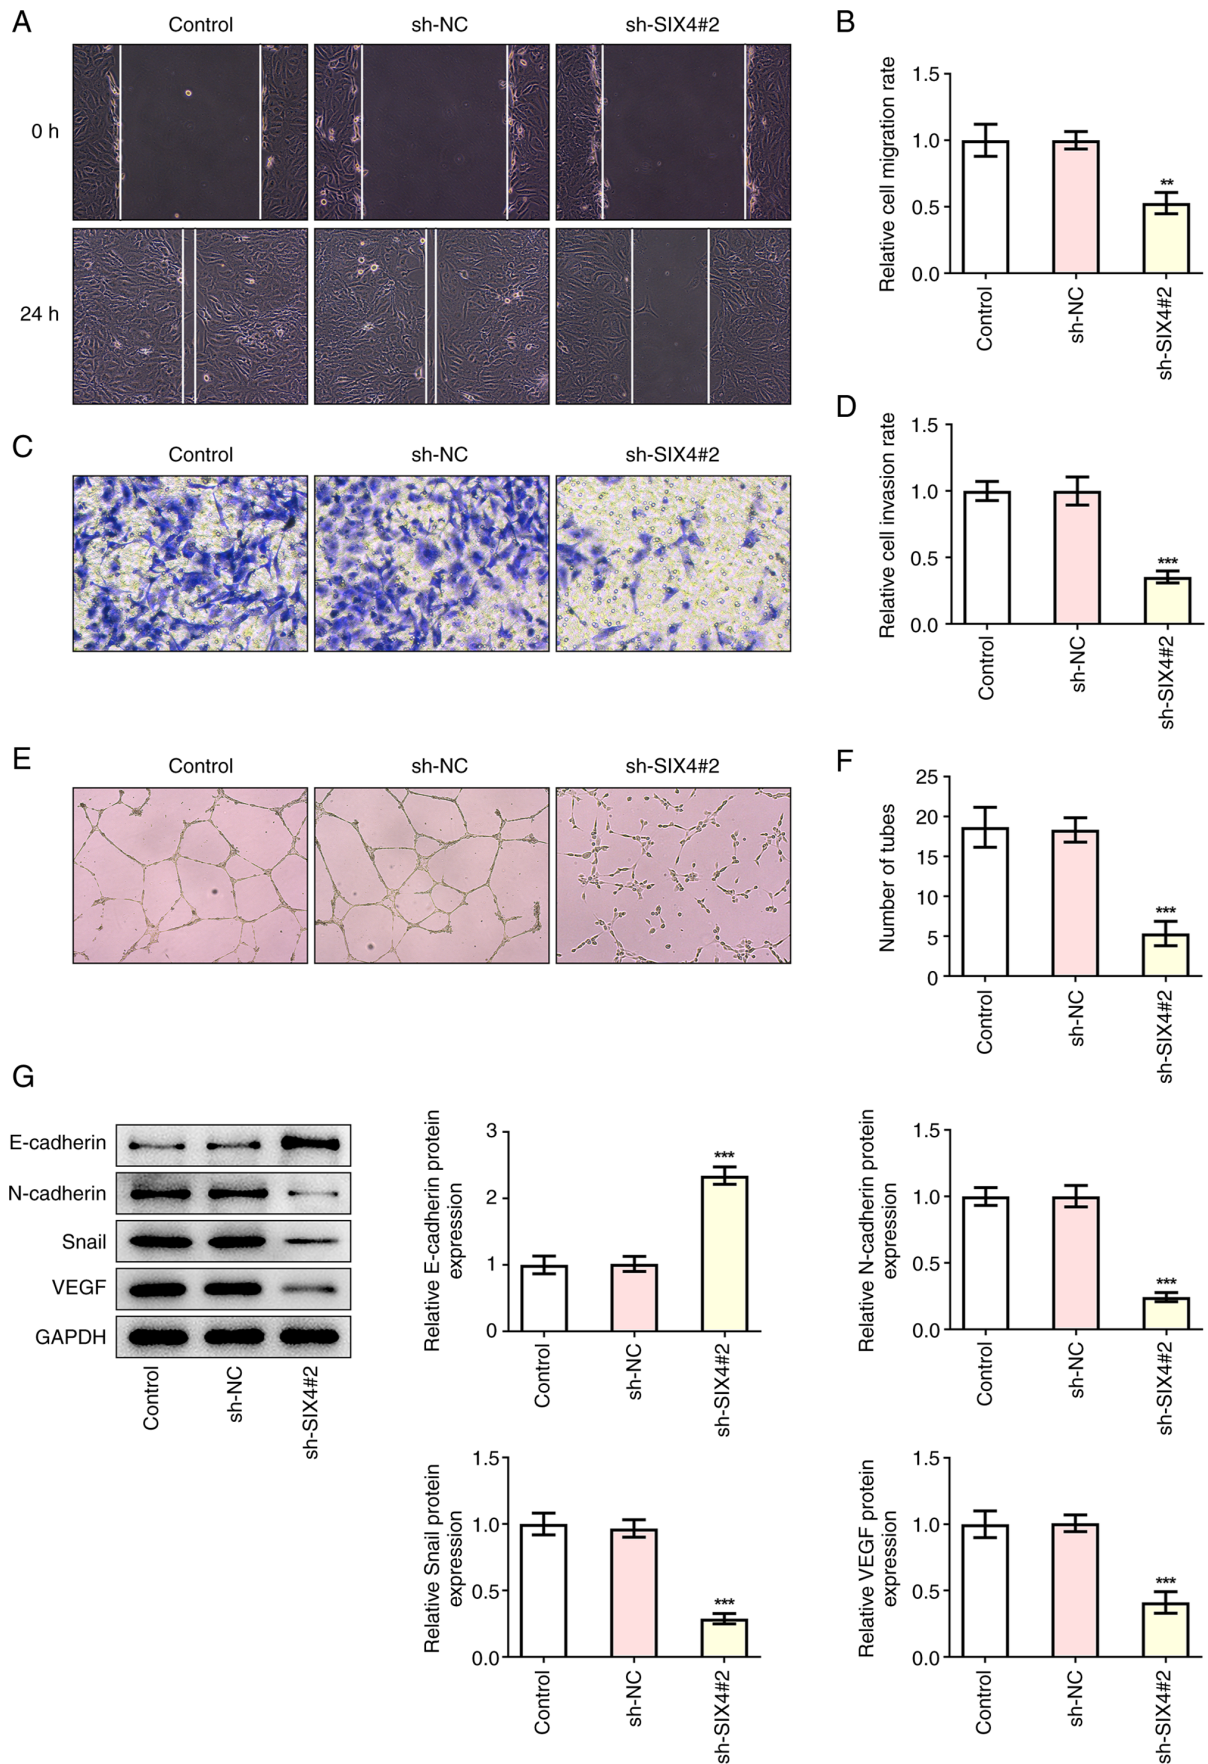 A
Control
sh-NC
sh-SIX4#2
0 h
24 h
B
Relative cell migration rate
1.5
1.0
0.5
0.0
**
Control
sh-NC
sh-SIX4#2
C
Control
sh-NC
sh-SIX4#2
D
Relative cell invasion rate
1.5
1.0
0.5
0.0
***
Control
sh-NC
sh-SIX4#2
E
Control
sh-NC
sh-SIX4#2
F
Number of tubes
25
20
15
10
5
0
***
Control
sh-NC
sh-SIX4#2
G
E-cadherin
N-cadherin
Snail
VEGF
GAPDH
Control
sh-NC
sh-SIX4#2
Relative E-cadherin protein
expression
3
2
1
0
***
Control
sh-NC
sh-SIX4#2
Relative N-cadherin protein
expression
1.5
1.0
0.5
0.0
***
Control
sh-NC
sh-SIX4#2
Relative Snail protein
expression
1.5
1.0
0.5
0.0
***
Control
sh-NC
sh-SIX4#2
Relative VEGF protein
expression
1.5
1.0
0.5
0.0
***
Control
sh-NC
sh-SIX4#2